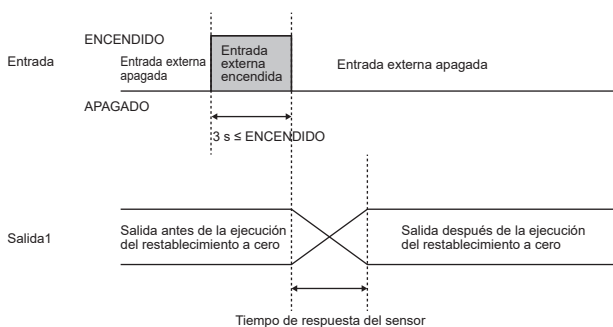 ENCENDIDO
Entrada
Entrada externa
apagada
Entrada
externa
encendida
Entrada externa apagada
APAGADO
3 s ≤ ENCENDIDO
Salida1
Salida antes de la ejecución
del restablecimiento a cero
Salida después de la ejecución
del restablecimiento a cero
Tiempo de respuesta del sensor